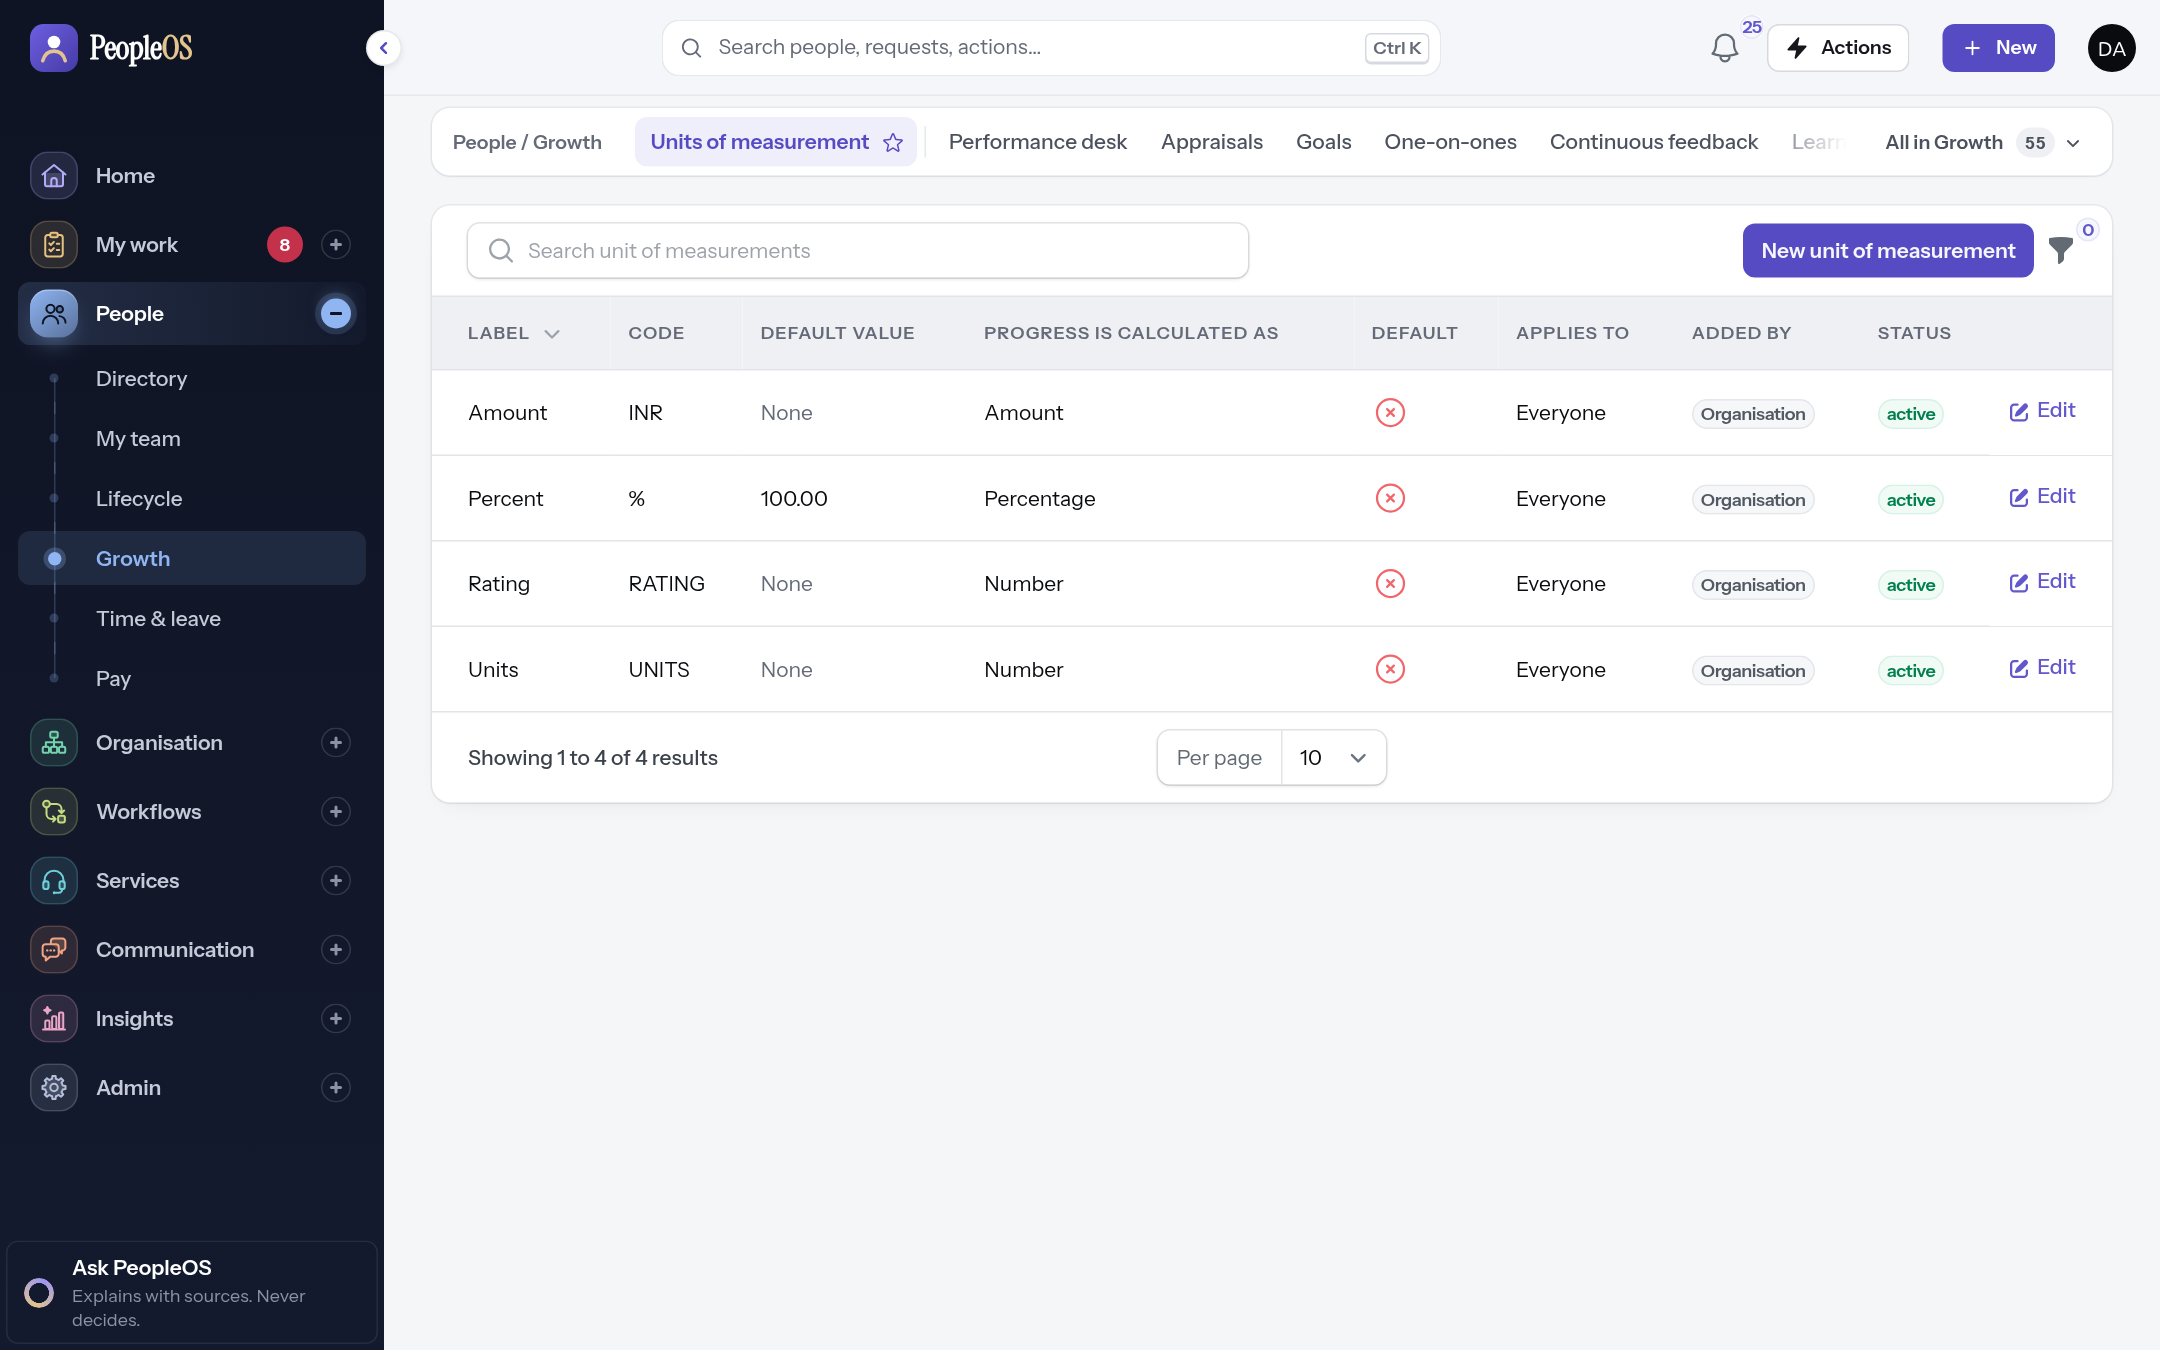 PeopleOS
Search people, requests, actions...
Ctrl K
25
Actions
New
DA
Home
My work
8
People
Directory
My team
Lifecycle
Growth
Time & leave
Pay
Organisation
Workflows
Services
Communication
Insights
Admin
Ask PeopleOS
Explains with sources. Never
decides.
People / Growth
Units of measurement
Performance desk
Appraisals
Goals
One-on-ones
Continuous feedback
Learn
All in Growth 55
Search unit of measurements
New unit of measurement
0
LABEL CODE DEFAULT VALUE PROGRESS IS CALCULATED AS DEFAULT APPLIES TO ADDED BY STATUS
Amount INR None Amount Everyone Organisation active Edit
Percent % 100.00 Percentage Everyone Organisation active Edit
Rating RATING None Number Everyone Organisation active Edit
Units UNITS None Number Everyone Organisation active Edit
Showing 1 to 4 of 4 results
Per page 10